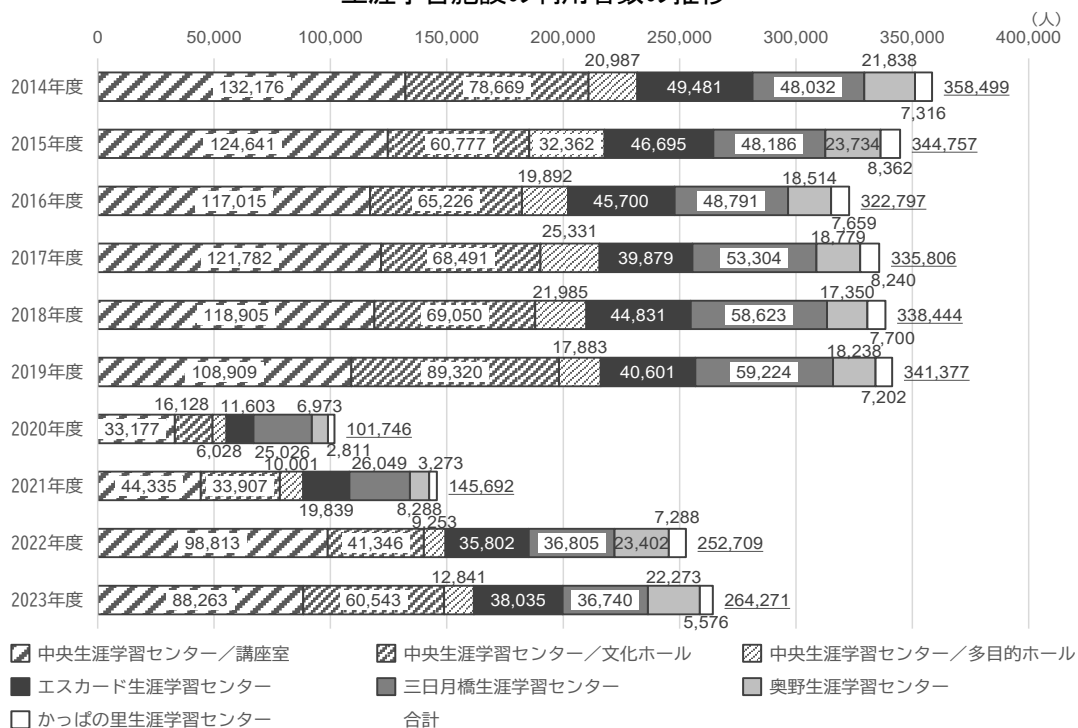 生涯学習施設の利用者数の推移
（人）
0 50,000 100,000 150,000 200,000 250,000 300,000 350,000 400,000
20,987 21,838
2014年度 132,176 78,669 49,481 48,032 358,499
7,316
2015年度 124,641 60,777 32,362 46,695 48,186 23,734 344,757
8,362
19,892 18,514
2016年度 117,015 65,226 45,700 48,791 322,797
7,659
25,331 18,779
2017年度 121,782 68,491 39,879 53,304 335,806
8,240
21,985 17,350
2018年度 118,905 69,050 44,831 58,623 338,444
7,700
17,883 18,238
2019年度 108,909 89,320 40,601 59,224 341,377
7,202
16,128 11,603 6,973
2020年度 33,177 101,746
6,028 25,026 2,811
10,001 26,049 3,273
2021年度 44,335 33,907 145,692
19,839 8,288
9,253 7,288
2022年度 98,813 41,346 35,802 36,805 23,402 252,709
12,841 22,273
2023年度 88,263 60,543 38,035 36,740 264,271
5,576
中央生涯学習センター／講座室 中央生涯学習センター／文化ホール 中央生涯学習センター／多目的ホール
エスカード生涯学習センター 三日月橋生涯学習センター 奥野生涯学習センター
かっぱの里生涯学習センター 合計